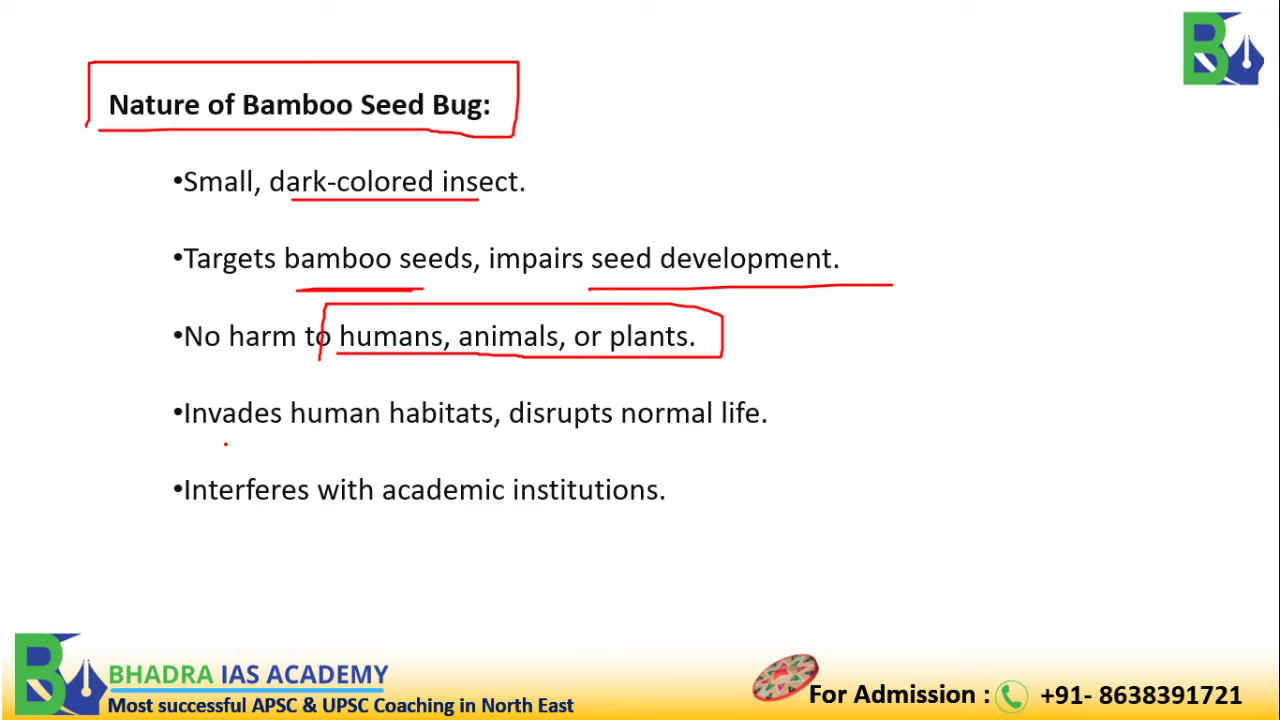 Nature of Bamboo Seed Bug:
•Small, dark-colored insect.
•Targets bamboo seeds, impairs seed development.
•No harm to humans, animals, or plants.
•Invades human habitats, disrupts normal life.
•Interferes with academic institutions.
BHADRA IAS ACADEMY
Most successful APSC & UPSC Coaching in North East
For Admission : +91- 8638391721